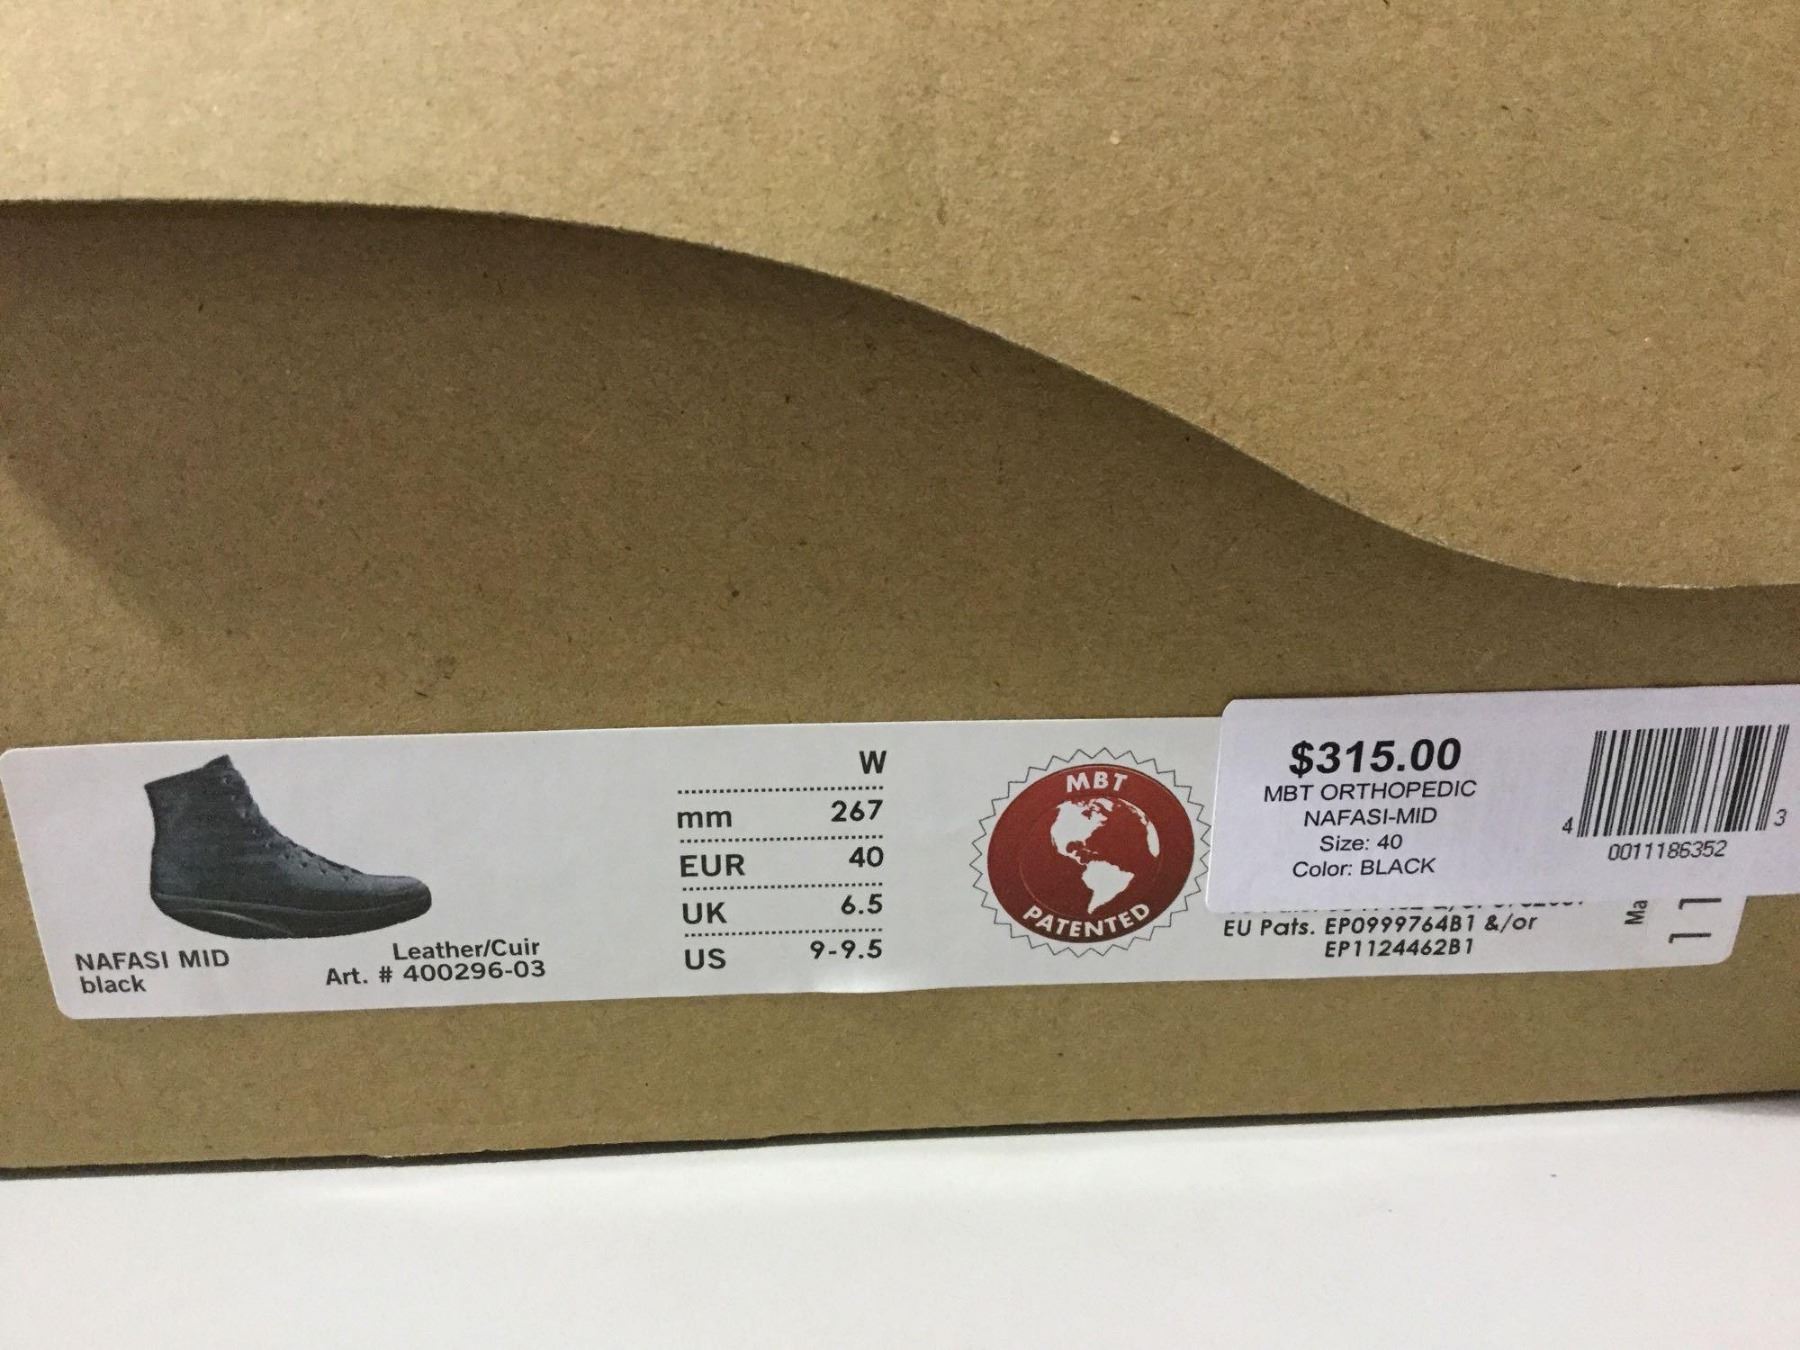 NAFASI MID
black
Leather/Cuir
Art. # 400296-03
W
mm 267
EUR 40
UK 6.5
US 9-9.5
MBT
PATENTED
$315.00
MBT ORTHOPEDIC
NAFASI-MID
Size: 40
Color: BLACK
4 0011186352 3
EU Pats. EP0999764B1 &/or
EP1124462B1
Ma